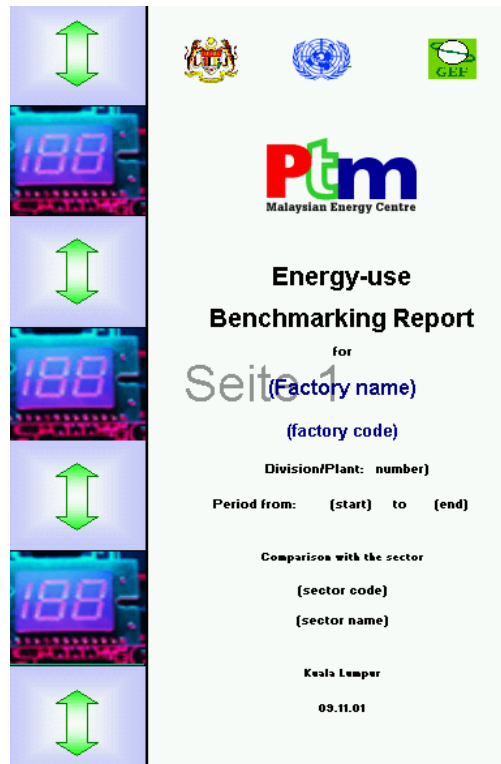 GEF
Ptm
Malaysian Energy Centre
Energy-use
Benchmarking Report
for
Seite 1
(Factory name)
(factory code)
Division/Plant: number)
Period from: (start) to (end)
Comparison with the sector
(sector code)
(sector name)
Kuala Lumpur
09.11.01
188
188
188